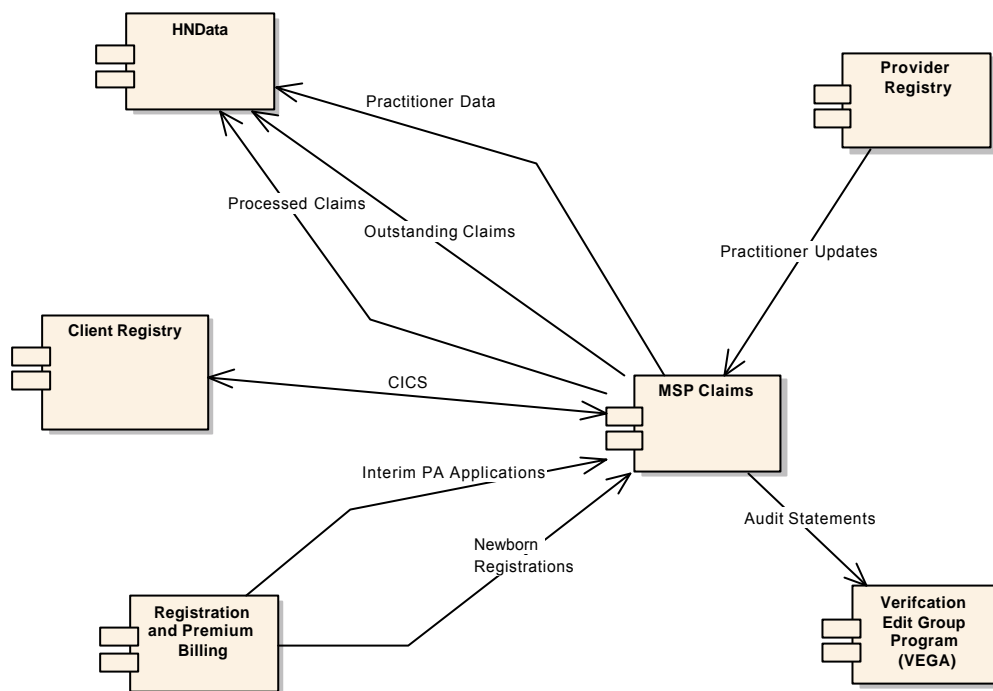 HNData
Provider
Registry
Practitioner Data
Processed Claims
Outstanding Claims
Practitioner Updates
Client Registry
CICS
MSP Claims
Interim PA Applications
Audit Statements
Newborn
Registrations
Registration
and Premium
Billing
Verifcation
Edit Group
Program
(VEGA)